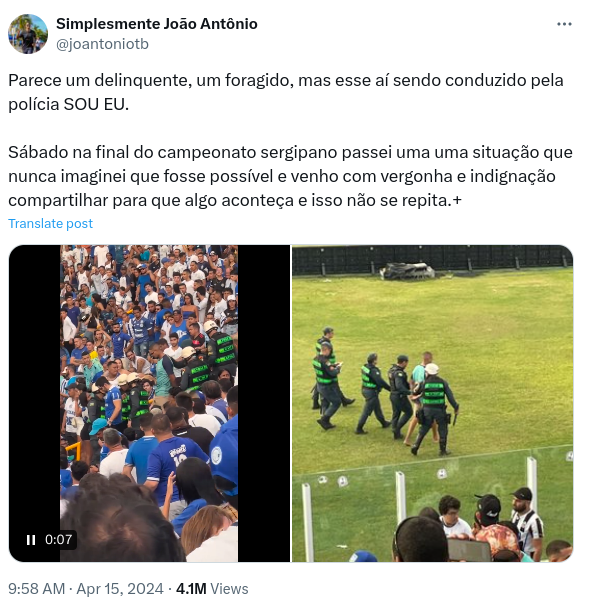 Simplesmente João Antônio
@joantoniotb
Parece um delinquente, um foragido, mas esse aí sendo conduzido pela
polícia SOU EU.
Sábado na final do campeonato sergipano passei uma uma situação que
nunca imaginei que fosse possível e venho com vergonha e indignação
compartilhar para que algo aconteça e isso não se repita.+
Translate post
0:07
9:58 AM · Apr 15, 2024 · 4.1M Views